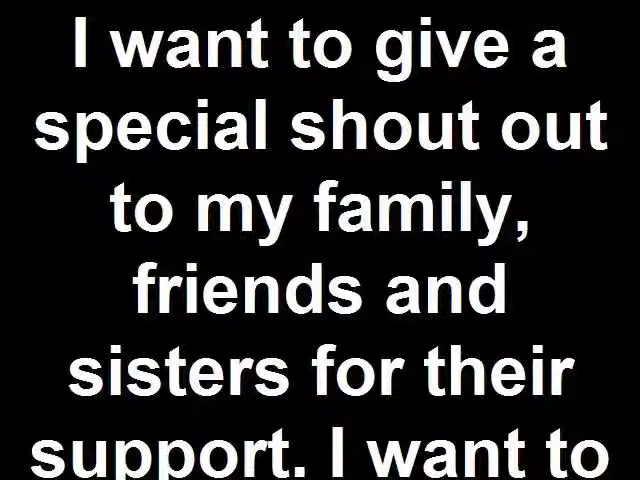 I want to give a
special shout out
to my family,
friends and
sisters for their
support. I want to